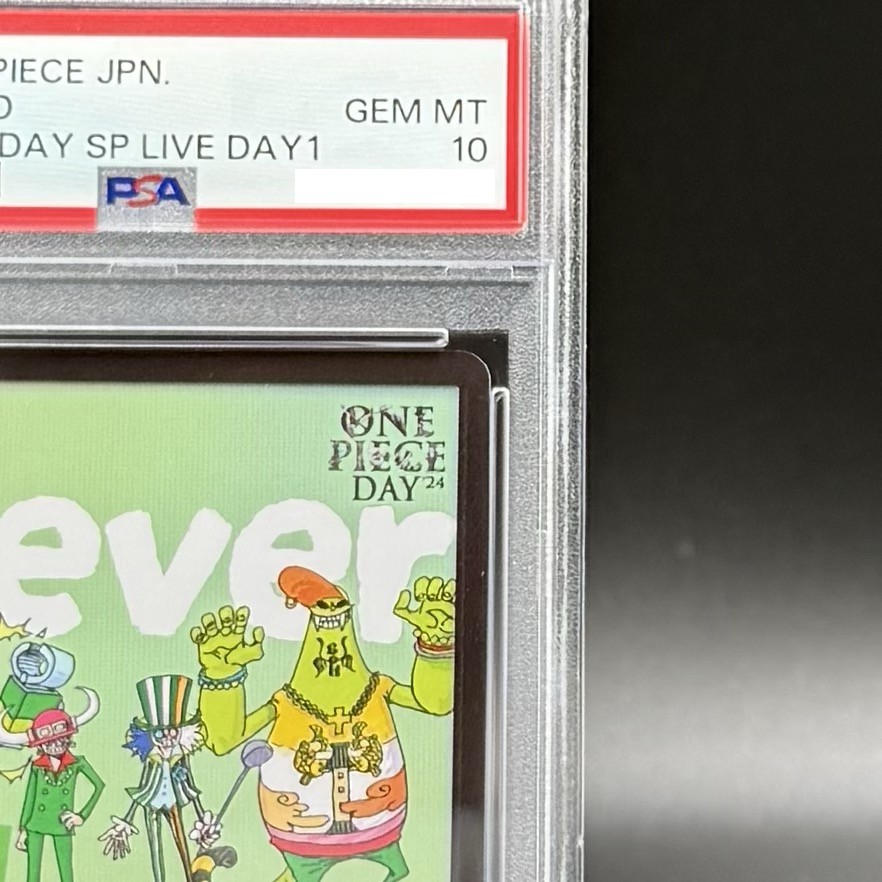 PIECE JPN.
GEM MT
DAY SP LIVE DAY1
10
PSA
ONE
PIECE
DAY'24
ever